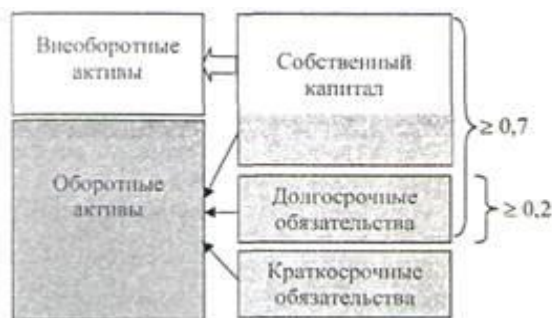 Внеоборотные
активы
Собственный
капитал
≥ 0,7
Оборотные
активы
Долгосрочные
обязательства
≥ 0,2
Краткосрочные
обязательства